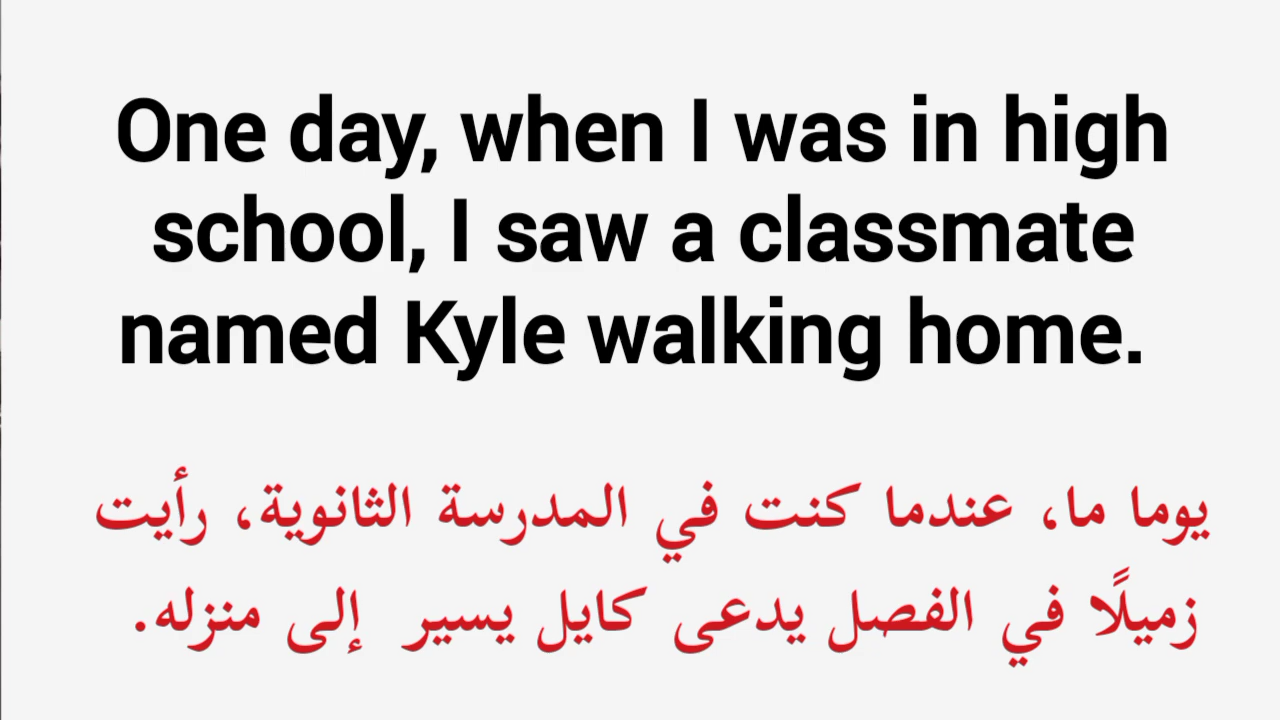 One day, when I was in high
school, I saw a classmate
named Kyle walking home.
يوما ما، عندما كنت في المدرسة الثانوية، رأيت
زميلًا في الفصل يدعى كايل يسير إلى منزله.